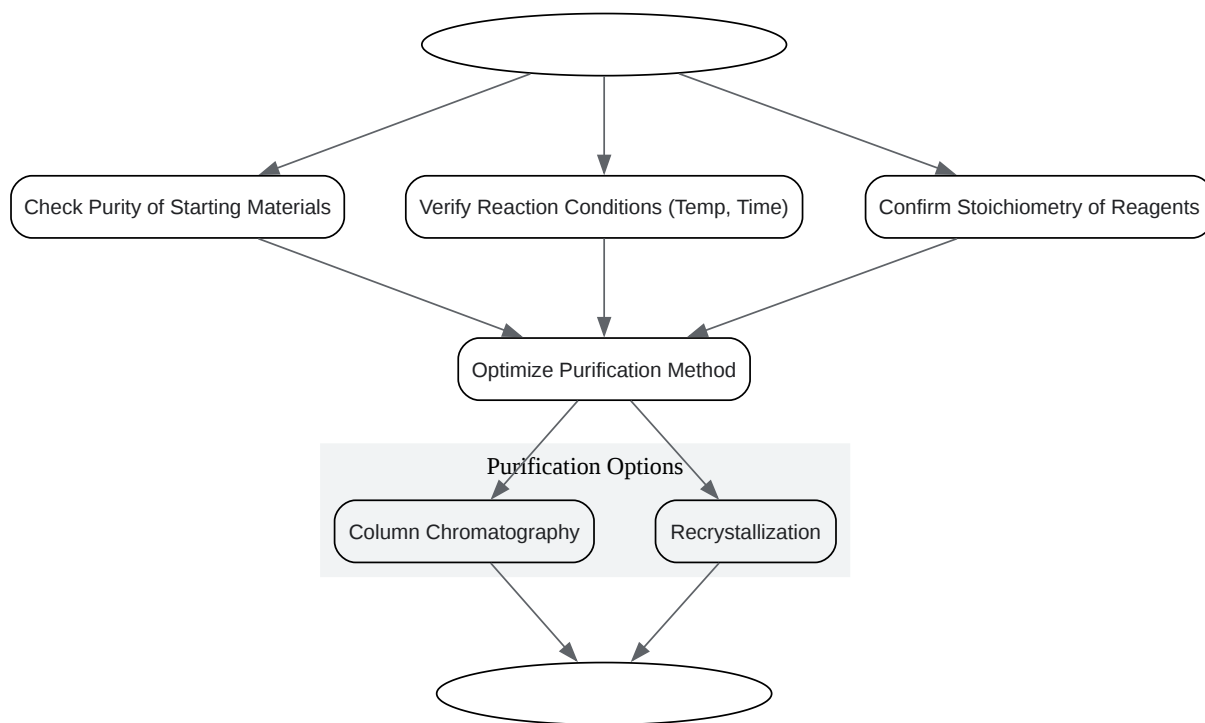 Check Purity of Starting Materials
Verify Reaction Conditions (Temp, Time)
Confirm Stoichiometry of Reagents
Optimize Purification Method
Purification Options
Column Chromatography
Recrystallization